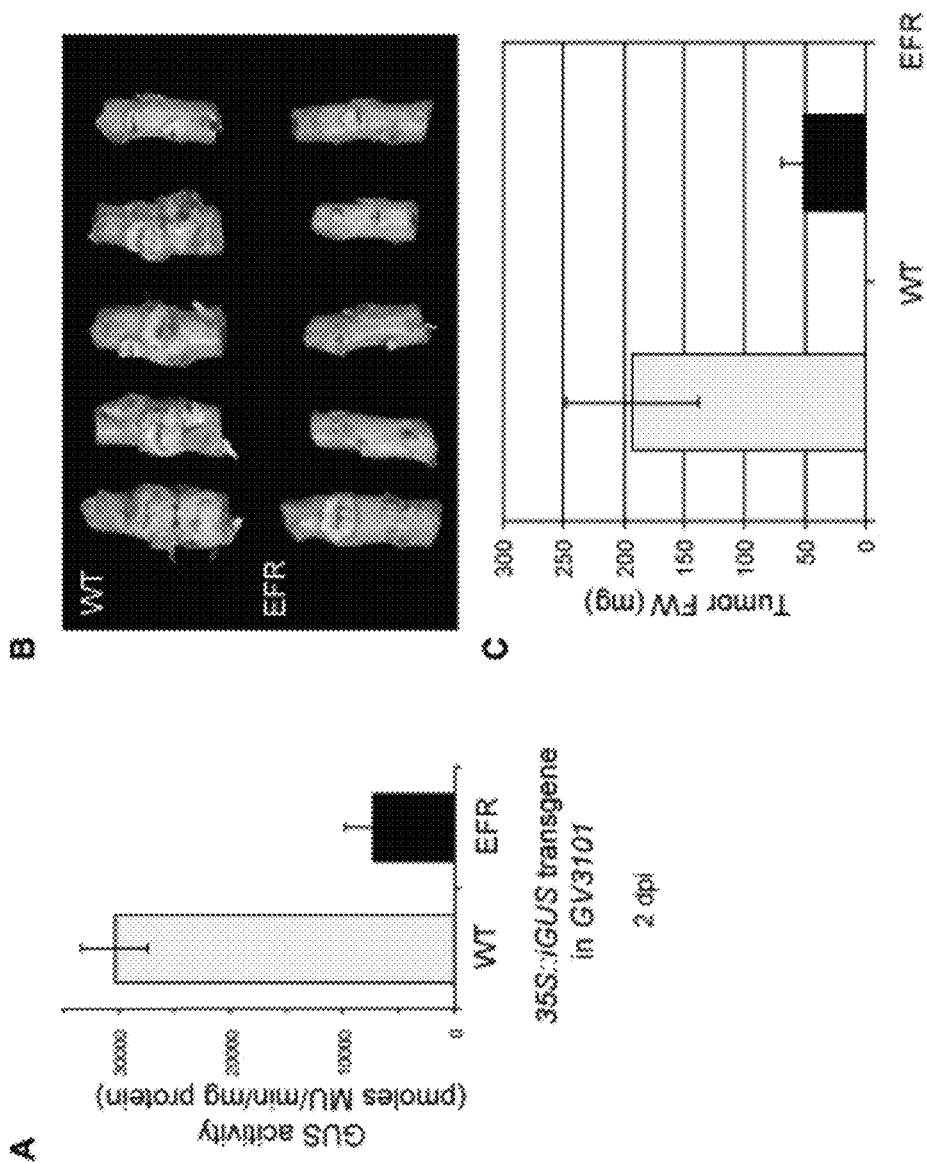 A
GUS acitivity
(pmoles MU/min/mg protein)
30000
20000
10000
0
WT
EFR
35S::iGUS transgene
in GV3101
2 dpi
B
WT
EFR
C
Tumor FW (mg)
300
250
200
150
100
50
0
WT
EFR